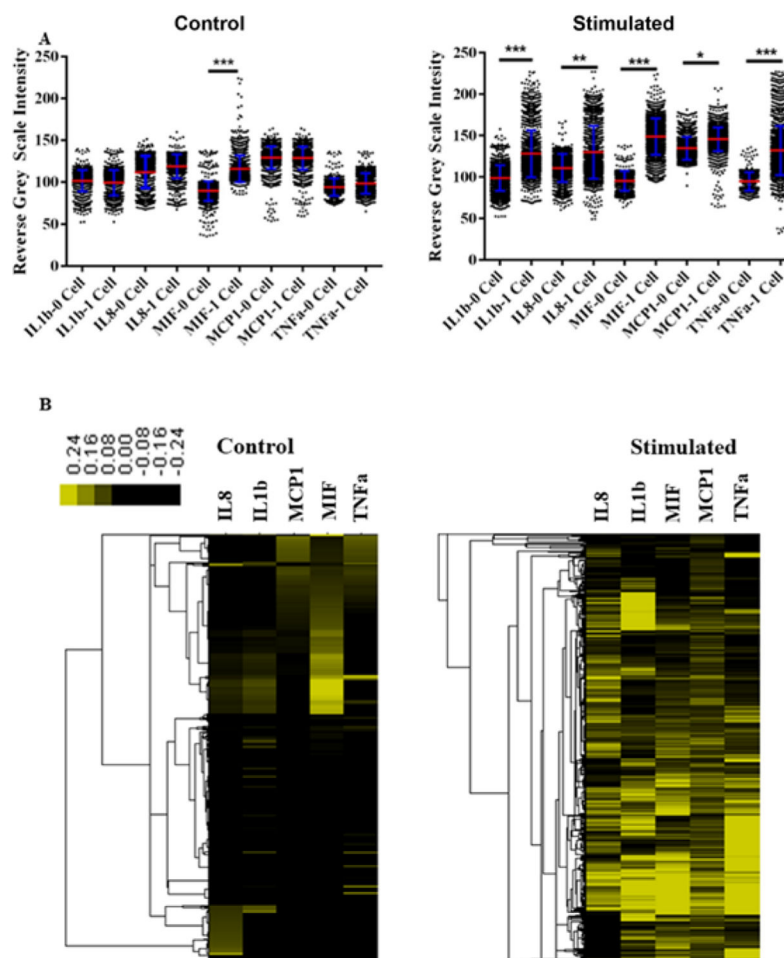 Control
Stimulated
A
Reverse Grey Scale Intesity
250
200
150
100
50
0
***
IL1b-0 Cell
IL1b-1 Cell
IL8-0 Cell
IL8-1 Cell
MIF-0 Cell
MIF-1 Cell
MCP1-0 Cell
MCP1-1 Cell
TNFa-0 Cell
TNFa-1 Cell
Reverse Grey Scale Intensity
250
200
150
100
50
0
*** ** *** * ***
IL1b-0 Cell
IL1b-1 Cell
IL8-0 Cell
IL8-1 Cell
MIF-0 Cell
MIF-1 Cell
MCP1-0 Cell
MCP1-1 Cell
TNFa-0 Cell
TNFa-1 Cell
B
0.24
0.16
0.08
0.00
-0.08
-0.16
-0.24
Control
IL8
IL1b
MCP1
MIF
TNFa
Stimulated
IL8
IL1b
MIF
MCP1
TNFa